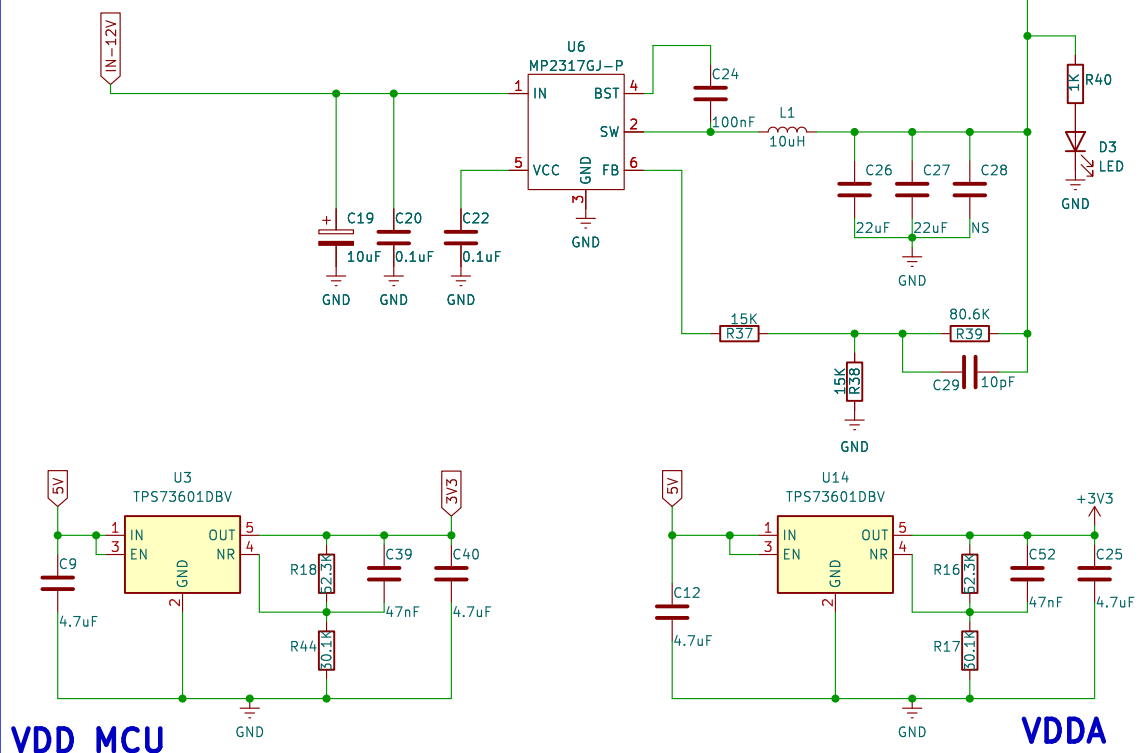 IN-12V
U6
MP2317GJ-P
1 IN BST 4
SW 2
5 VCC GND FB 6
3
GND
C24
100nF
L1
10uH
R40
1K
D3
LED
GND
C26
22uF
C27
22uF
C28
NS
GND
C19
10uF
GND
C20
0.1uF
GND
C22
0.1uF
GND
+
15K
R37
80.6K
R39
15K
R38
GND
C29 10pF
5V
U3
TPS73601DBV
1 IN OUT 5
3 EN NR 4
GND
2
C9
4.7uF
R18
52.3K
C39
47nF
3V3
C40
4.7uF
R44
30.1K
GND
VDD MCU
5V
U14
TPS73601DBV
1 IN OUT 5
3 EN NR 4
GND
2
C12
4.7uF
R16
52.3K
C52
47nF
+3V3
C25
4.7uF
R17
30.1K
GND
VDDA